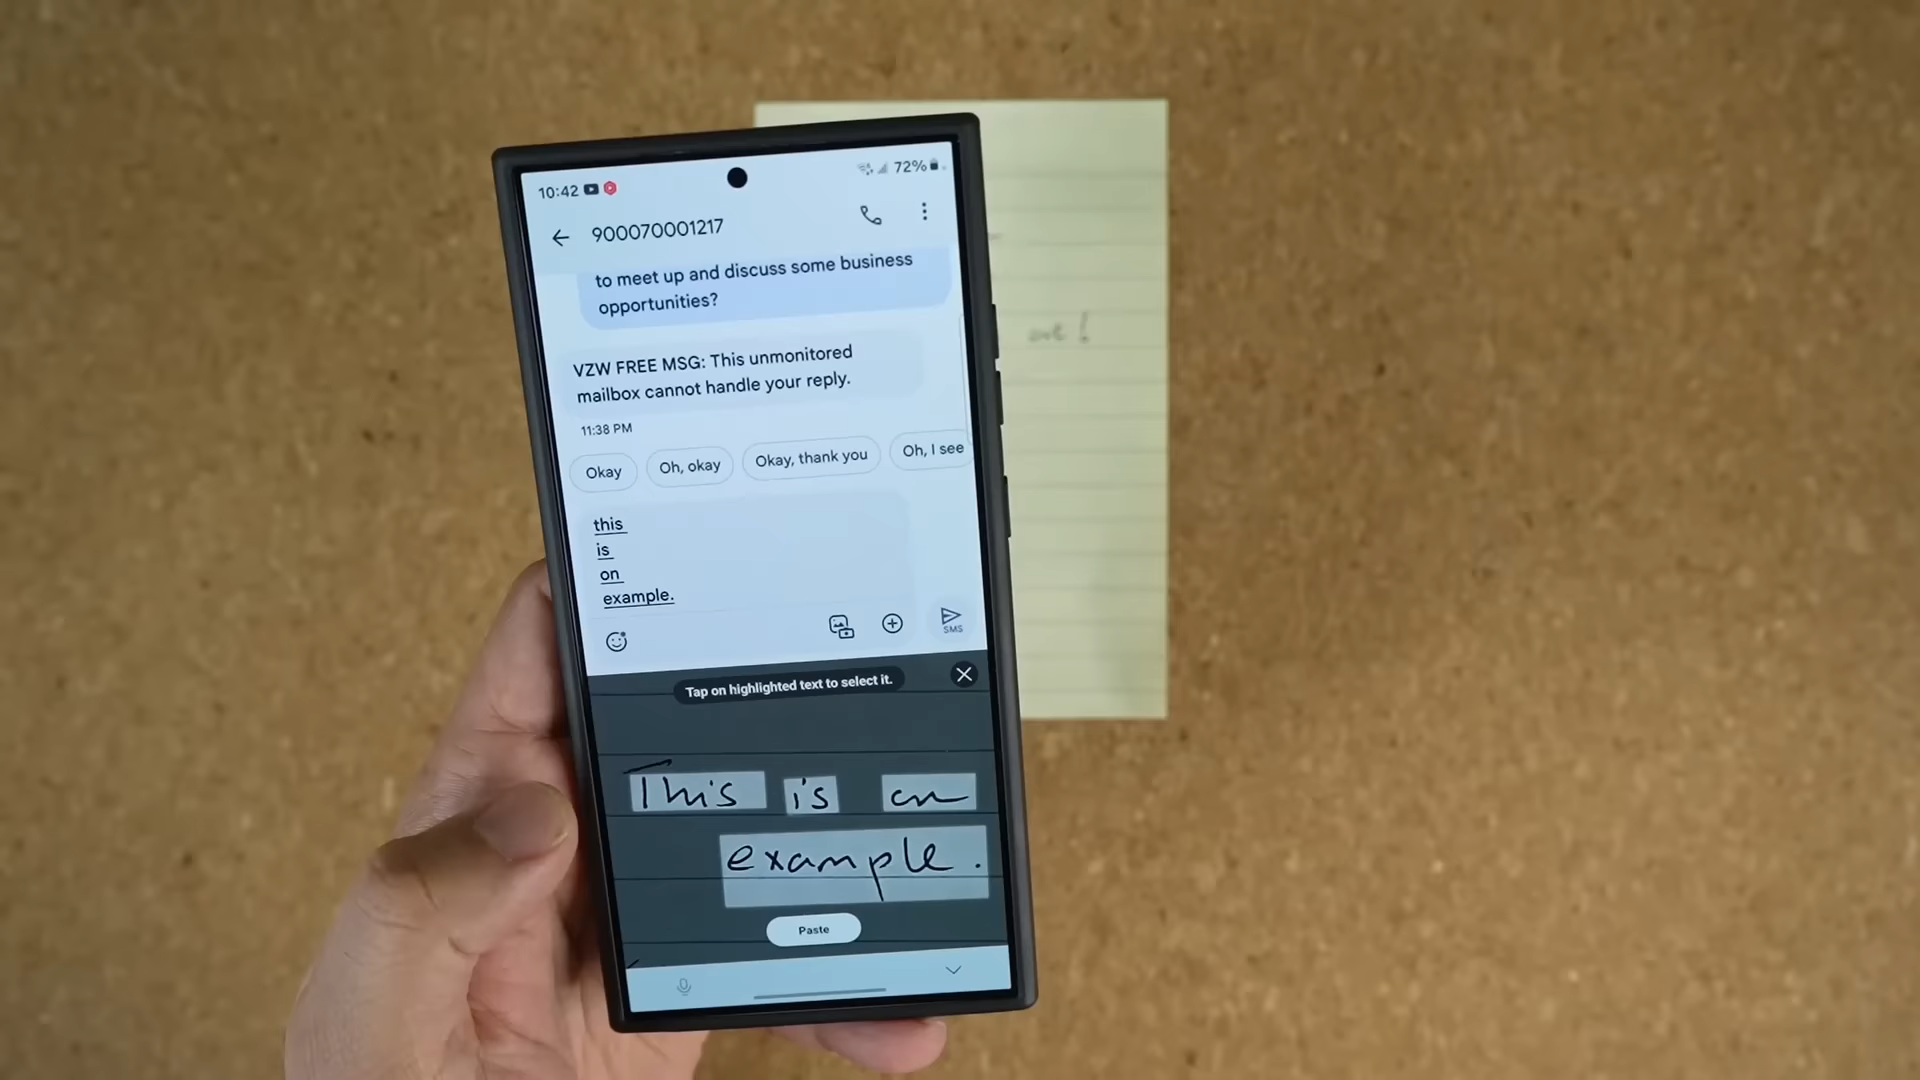 10:42 72%
900070001217
to meet up and discuss some business
opportunities?
VZW FREE MSG: This unmonitored
mailbox cannot handle your reply.
11:38 PM
Okay Oh, okay Okay, thank you Oh, I see
this
is
on
example.
SMS
Tap on highlighted text to select it.
This is an
example.
Paste